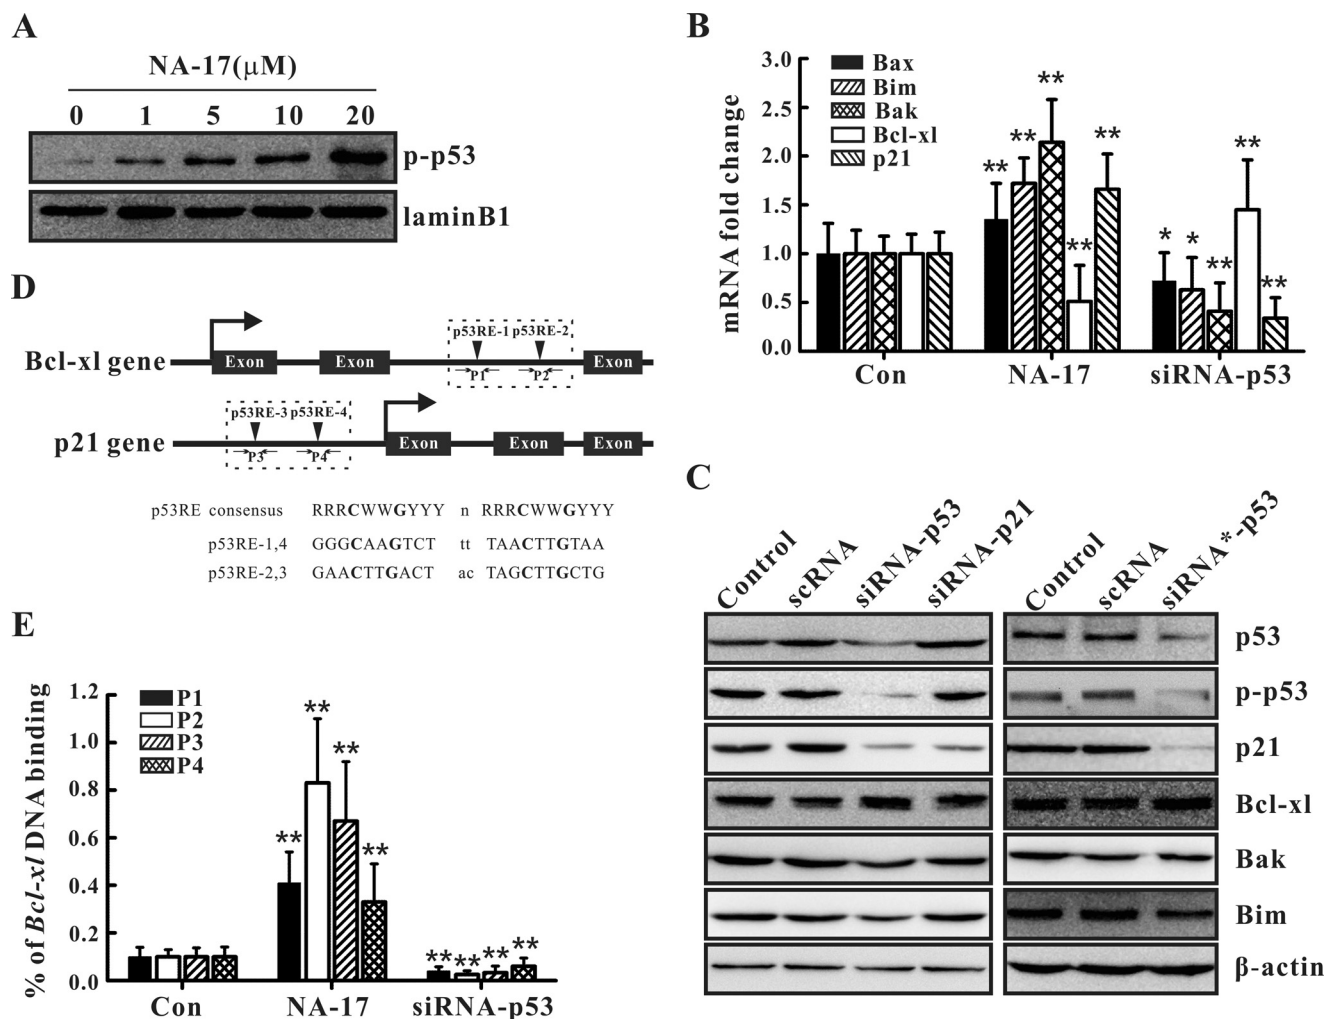 A
NA-17(μM)
0 1 5 10 20
p-p53
laminB1
B
mRNA fold change
3.0
2.5
2.0
1.5
1.0
0.5
0.0
Bax
Bim
Bak
Bcl-xl
p21
** ** ** ** **
* * ** ** **
Con NA-17 siRNA-p53
D
p53RE-1 p53RE-2
Bcl-xl gene Exon Exon Exon
P1 P2
p53RE-3 p53RE-4
p21 gene Exon Exon Exon
P3 P4
p53RE consensus RRRCWWGYYY n RRRCWWGYYY
p53RE-1,4 GGGCAAGTCT tt TAACTTGTAA
p53RE-2,3 GAACTTGACT ac TAGCTTGCTG
C
Control scRNA siRNA-p53 siRNA-p21 Control scRNA siRNA*-p53
p53
p-p53
p21
Bcl-xl
Bak
Bim
β-actin
E
% of Bcl-xl DNA binding
1.2
1.0
0.8
0.6
0.4
0.2
0.0
P1
P2
P3
P4
** ** ** **
** ** ** **
Con NA-17 siRNA-p53